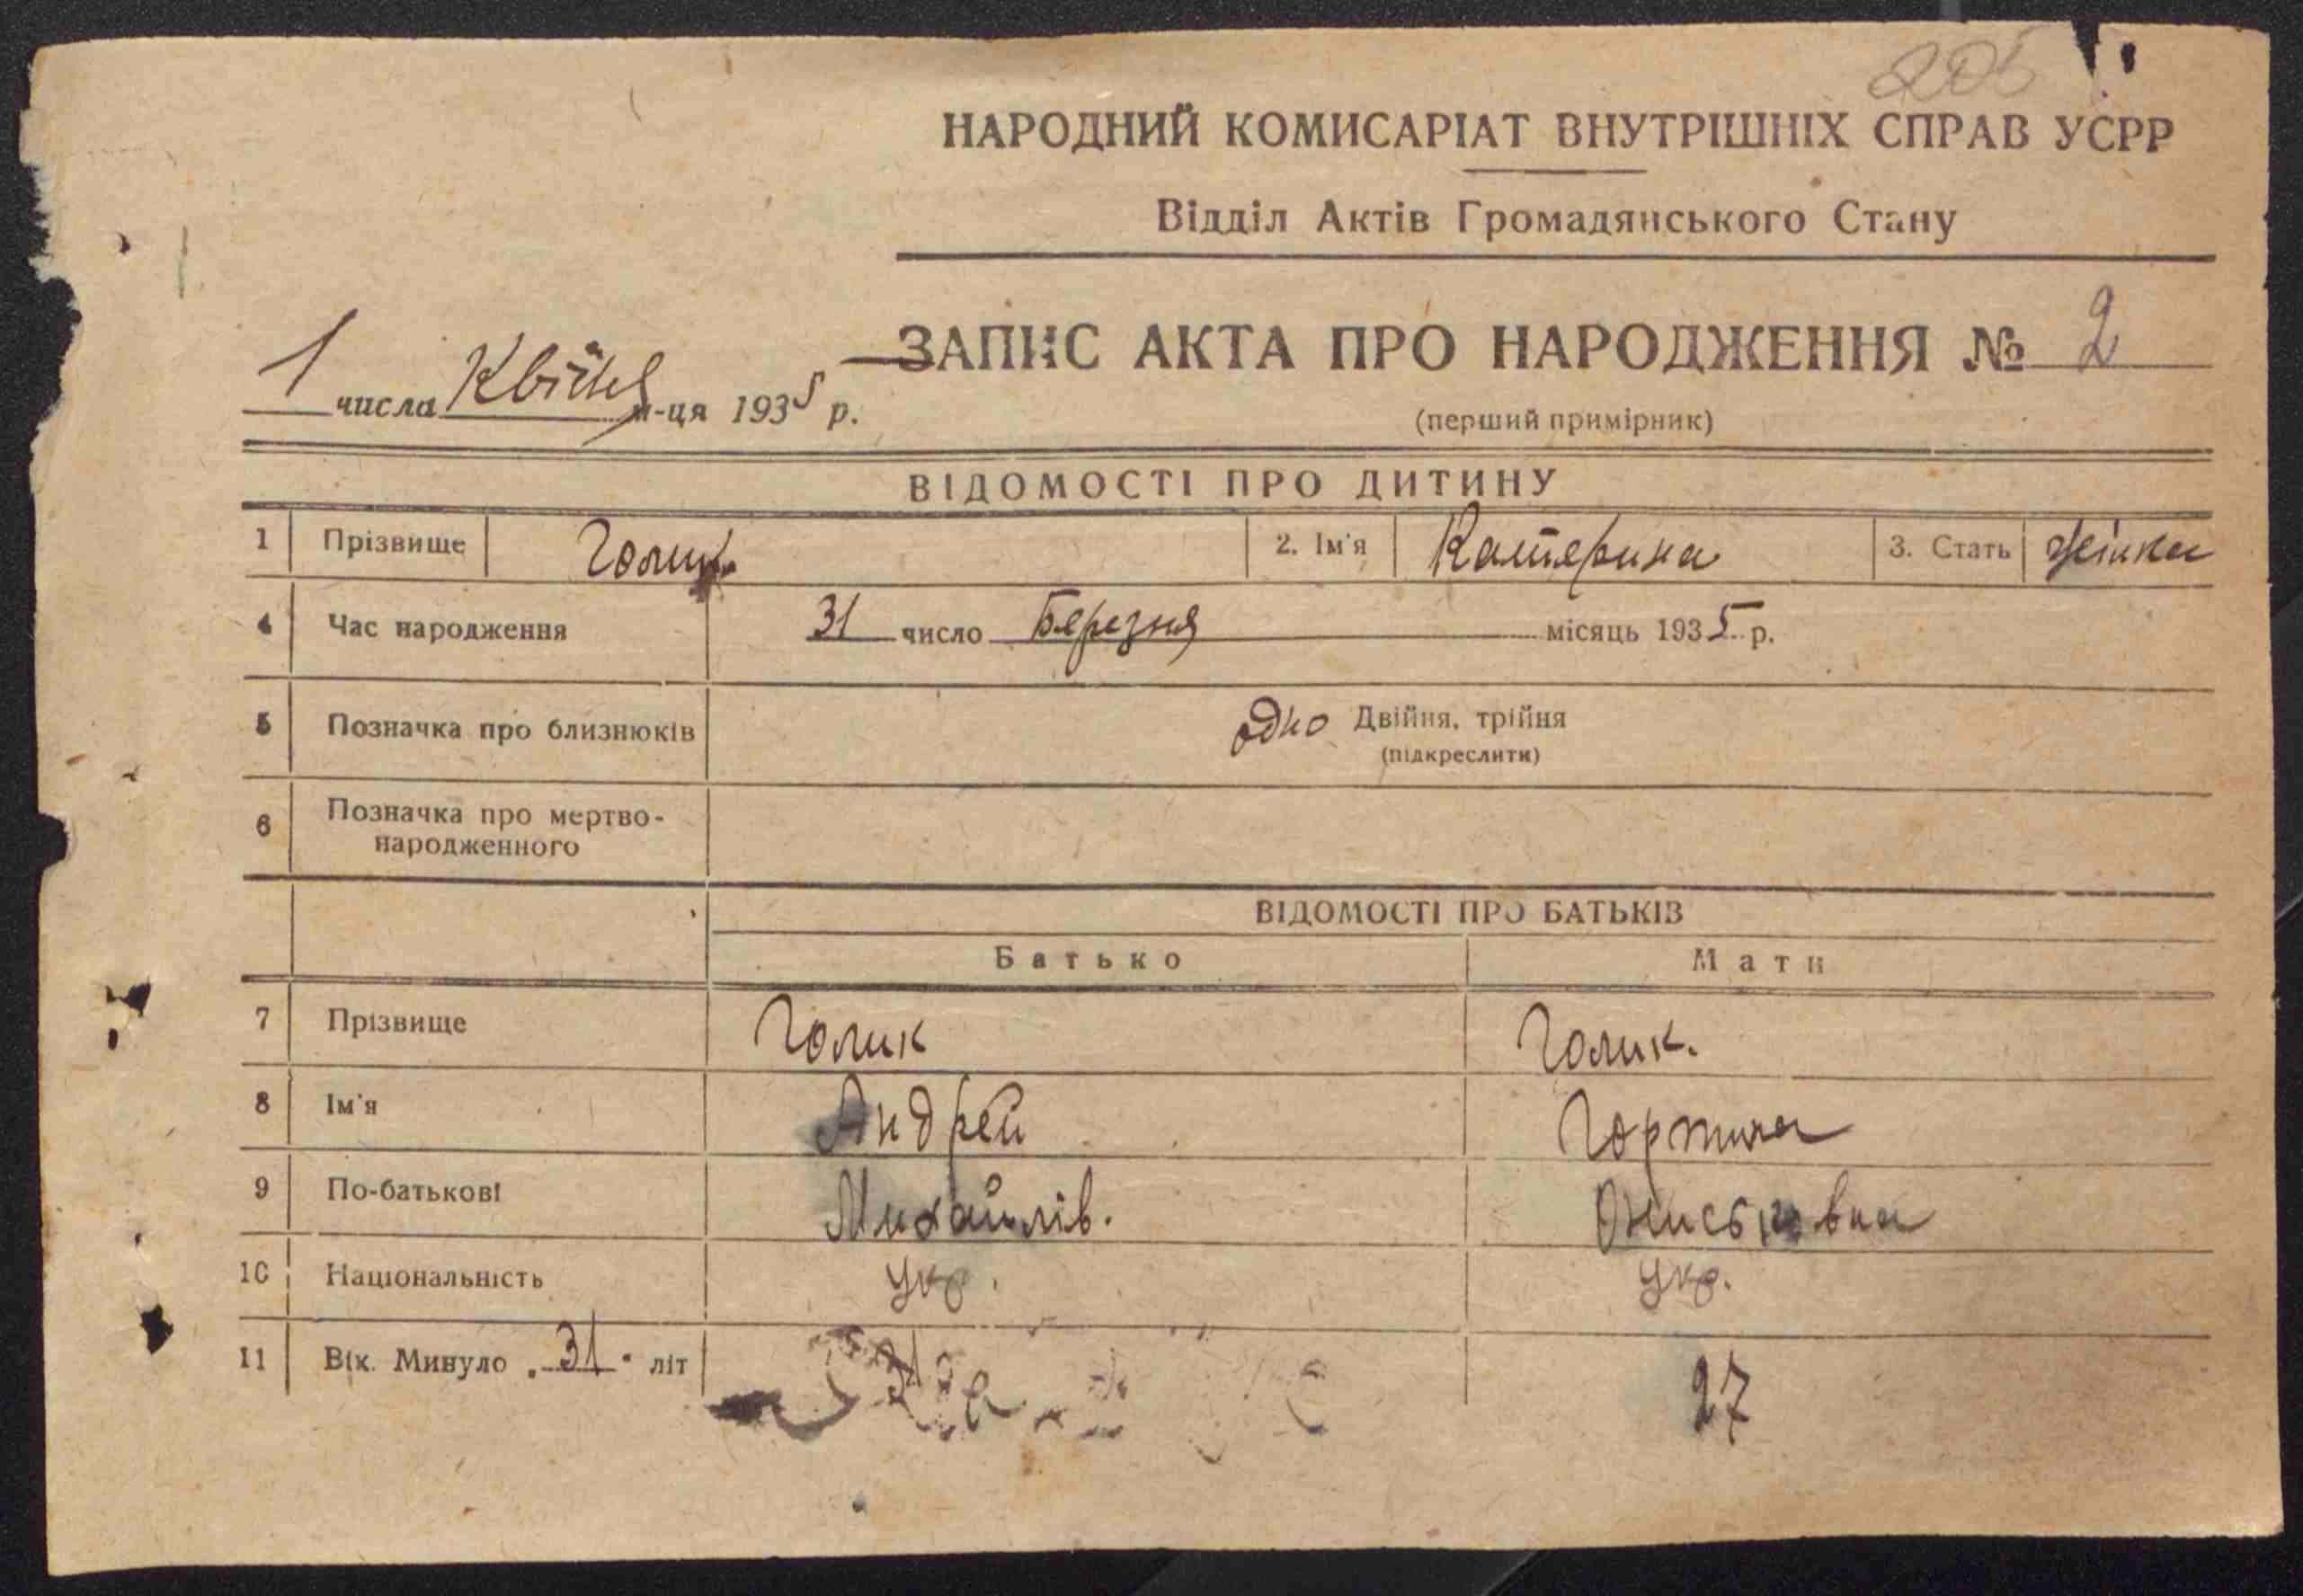 205
НАРОДНИЙ КОМИСАРІАТ ВНУТРІШНІХ СПРАВ УСРР
Відділ Актів Громадянського Стану
ЗАПИС АКТА ПРО НАРОДЖЕННЯ № 2
1 числа Квітня м-ця 1935 р.
(перший примірник)
ВІДОМОСТІ ПРО ДИТИНУ
1 Прізвище Голик 2. Ім'я Катерина 3. Стать жінка
4 Час народження 31 число Березня місяць 1935 р.
5 Позначка про близнюків одно Двійня, трійня
(підкреслити)
6 Позначка про мертво-
народженного
ВІДОМОСТІ ПРО БАТЬКІВ
Батько Мати
7 Прізвище Голик Голик.
8 Ім'я Андрей
9 По-батькові Михайлів.
10 Національність укр. укр.
11 Вік. Минуло „31" літ 27